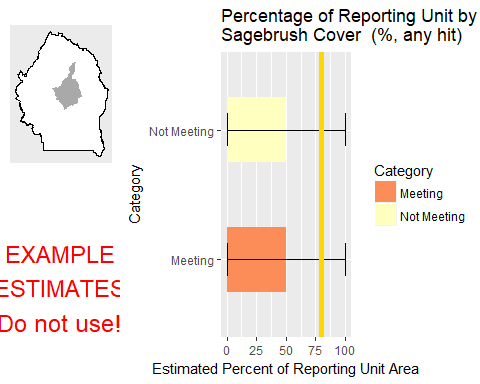 Percentage of Reporting Unit by
Sagebrush Cover (%, any hit)
Category
Not Meeting
Meeting
0 25 50 75 100
Estimated Percent of Reporting Unit Area
Category
Meeting
Not Meeting
EXAMPLE
ESTIMATES
Do not use!